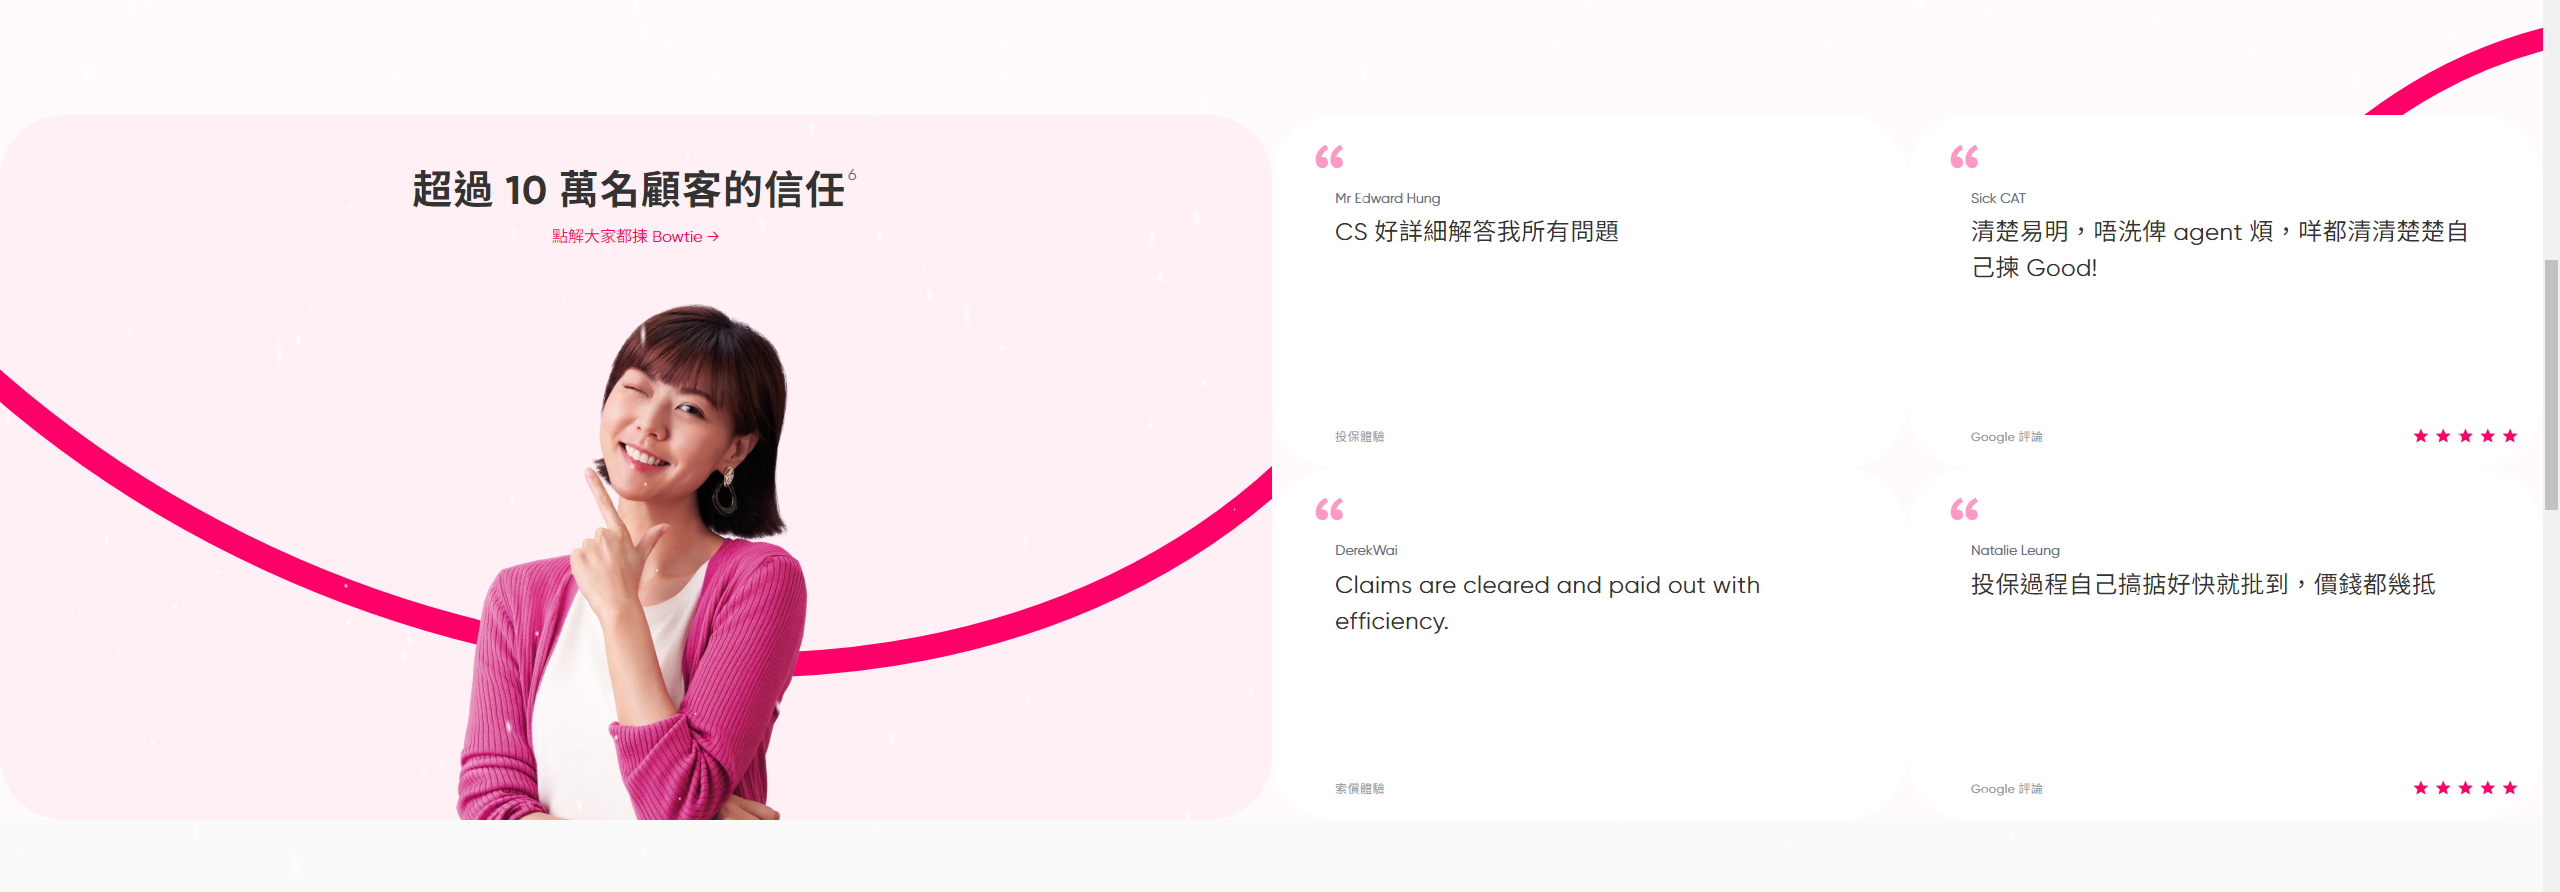 超過 10 萬名顧客的信任6
點解大家都揀 Bowtie →
“
Mr Edward Hung
CS 好詳細解答我所有問題
投保體驗
“
Sick CAT
清楚易明，唔洗俾 agent 煩，咩都清清楚楚自
己揀 Good!
Google 評論
“
DerekWai
Claims are cleared and paid out with
efficiency.
索償體驗
“
Natalie Leung
投保過程自己搞掂好快就批到，價錢都幾抵
Google 評論